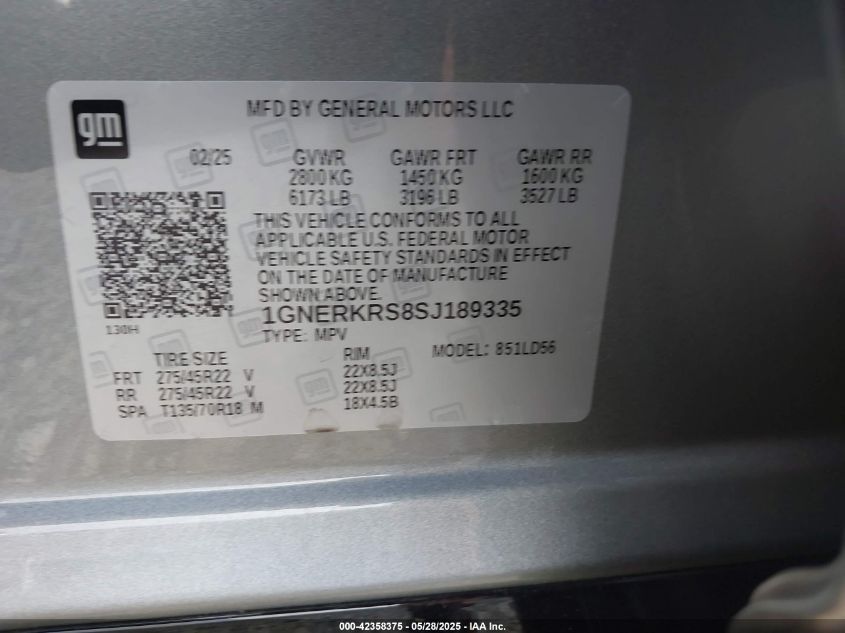 gm
MFD BY GENERAL MOTORS LLC
02/25 GVWR GAWR FRT GAWR RR
2800 KG 1450 KG 1600 KG
6173 LB 3196 LB 3527 LB
THIS VEHICLE CONFORMS TO ALL
APPLICABLE U.S. FEDERAL MOTOR
VEHICLE SAFETY STANDARDS IN EFFECT
ON THE DATE OF MANUFACTURE
SHOWN ABOVE.
1GNERKRS8SJ189335
130H
TYPE: MPV
TIRE SIZE RIM MODEL: 851LD56
FRT 275/45R22 V 22X8.5J
RR 275/45R22 V 22X8.5J
SPA T135/70R18 M 18X4.5B
000-42358375 - 05/28/2025 - IAA Inc.